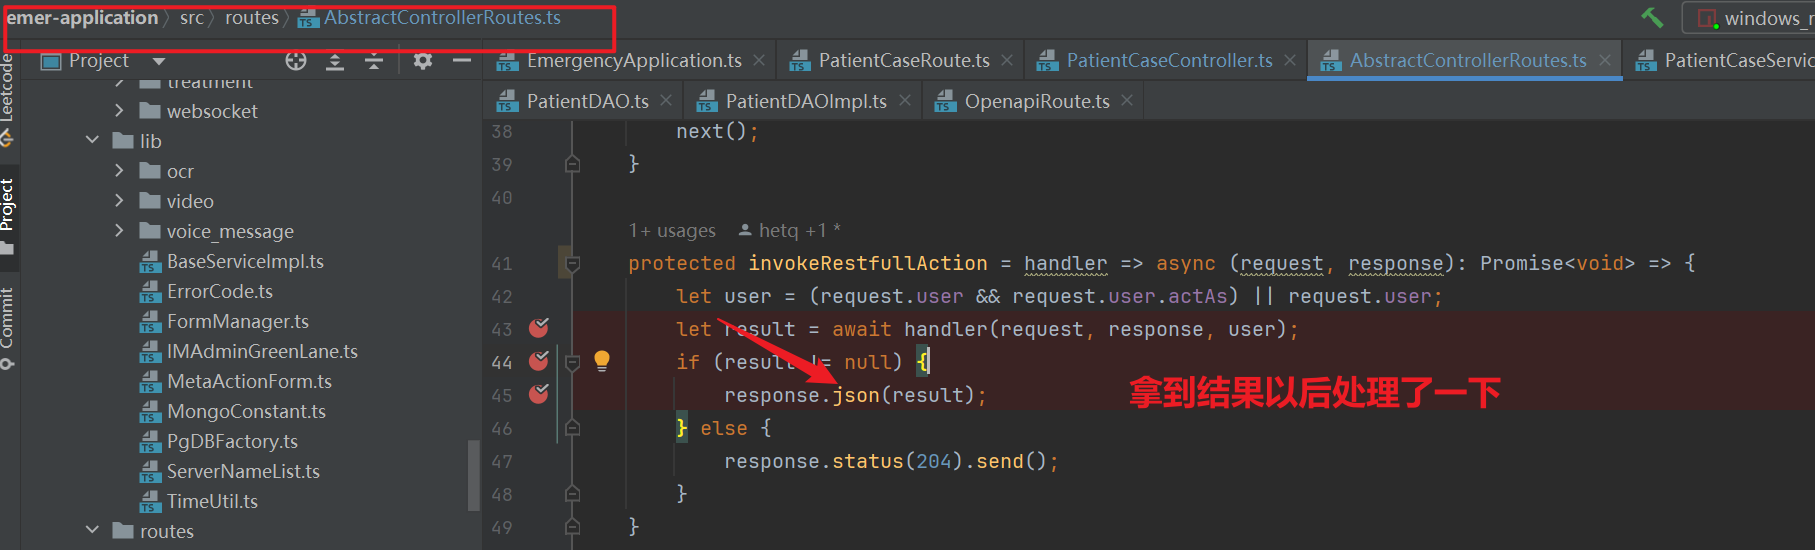 emer-application 〉 src 〉 routes 〉 AbstractControllerRoutes.ts
windows_r
Project
EmergencyApplication.ts
PatientCaseRoute.ts
PatientCaseController.ts
AbstractControllerRoutes.ts
PatientCaseServic
PatientDAO.ts
PatientDAOImpl.ts
OpenapiRoute.ts
Leetcode
Project
Commit
treatment
websocket
lib
ocr
video
voice_message
BaseServiceImpl.ts
ErrorCode.ts
FormManager.ts
IMAdminGreenLane.ts
MetaActionForm.ts
MongoConstant.ts
PgDBFactory.ts
ServerNameList.ts
TimeUtil.ts
routes
38 next();
39 }
40
1+ usages hetq +1 *
41 protected invokeRestfullAction = handler => async (request, response): Promise<void> => {
42 let user = (request.user && request.user.actAs) || request.user;
43 let result = await handler(request, response, user);
44 if (result != null) {
45 response.json(result);
拿到结果以后处理了一下
46 } else {
47 response.status(204).send();
48 }
49 }